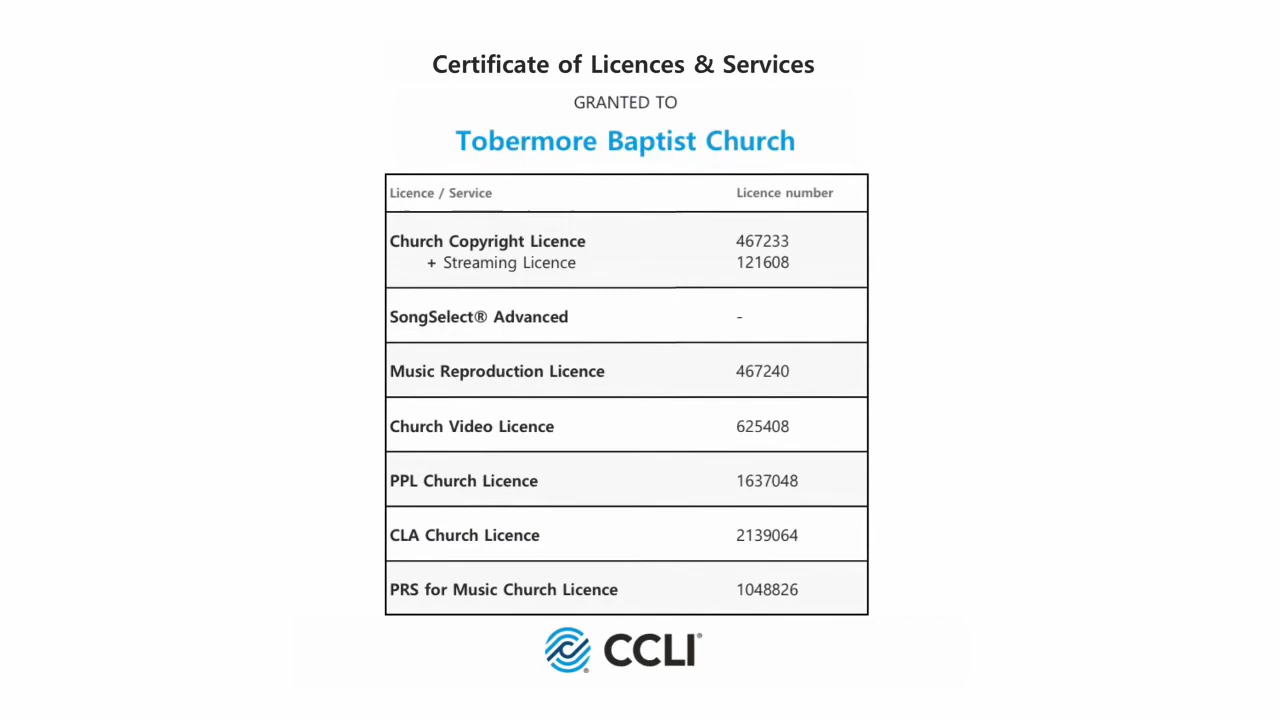 Certificate of Licences & Services
GRANTED TO
Tobermore Baptist Church
Licence / Service Licence number
Church Copyright Licence 467233
+ Streaming Licence 121608
SongSelect® Advanced -
Music Reproduction Licence 467240
Church Video Licence 625408
PPL Church Licence 1637048
CLA Church Licence 2139064
PRS for Music Church Licence 1048826
® CCLI®